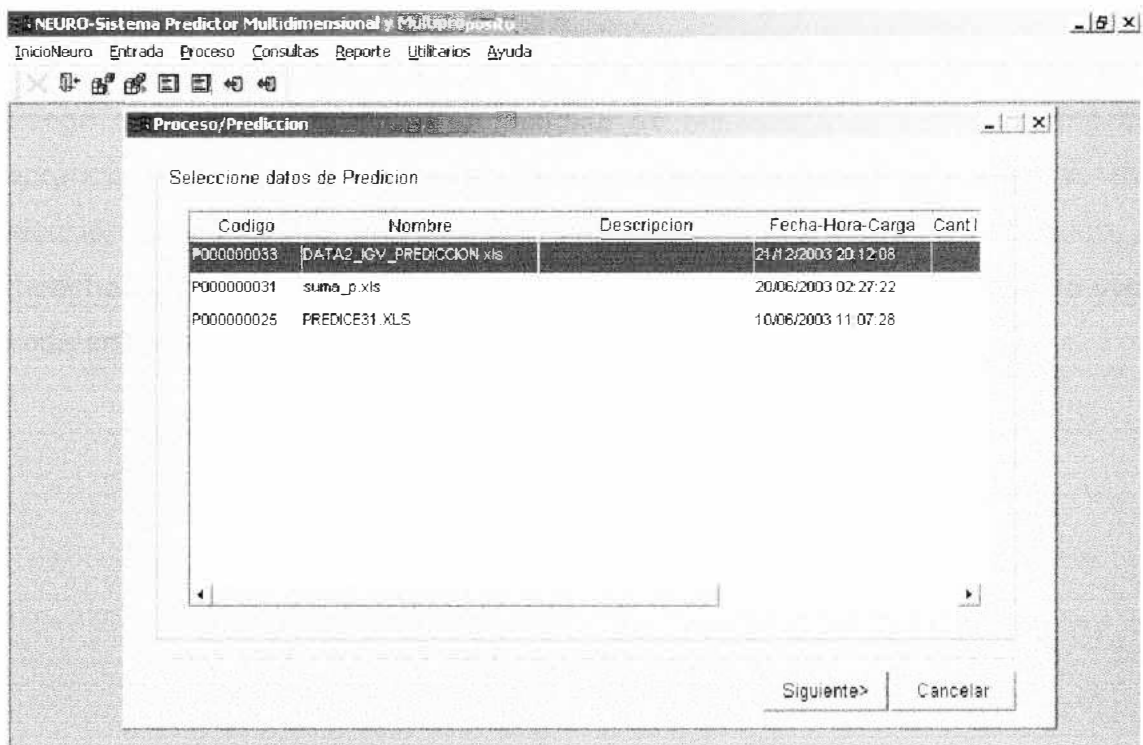 NEURO-Sistema Predictor Multidimensional y Multiproposito
InicioNeuro Entrada Proceso Consultas Reporte Utilitarios Ayuda
Proceso/Prediccion
Seleccione datos de Predicion
Codigo Nombre Descripcion Fecha-Hora-Carga Cant I
P000000033 DATA2_IGV_PREDICCION.xls 21/12/2003 20:12:08
P000000031 suma_p.xls 20/06/2003 02:27:22
P000000025 PREDICE31.XLS 10/06/2003 11:07:28
Siguiente> Cancelar